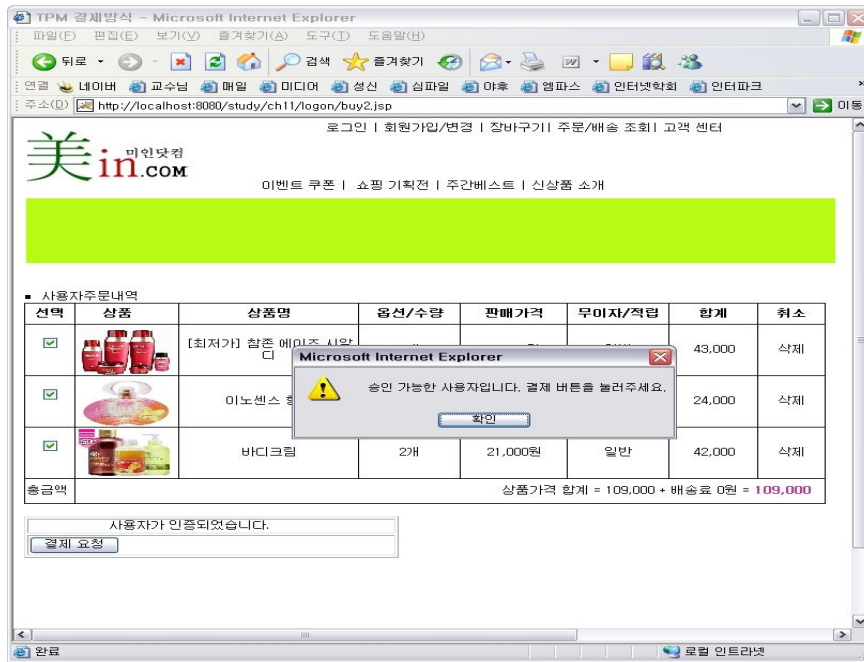 TPM 결제방식 - Microsoft Internet Explorer
파일(F) 편집(E) 보기(V) 즐겨찾기(A) 도구(T) 도움말(H)
뒤로 검색 즐겨찾기
연결 네이버 교수님 매일 미디어 성신 심파일 야후 엠파스 인터넷학회 인터파크 »
주소(D) http://localhost:8080/study/ch11/logon/buy2.jsp 이동
로그인 | 회원가입/변경 | 장바구기| 주문/배송 조회| 고객 센터
美in.COM 미인닷컴
이벤트 쿠폰 | 쇼핑 기획전 | 주간베스트 | 신상품 소개
사용자주문내역
선택 상품 상품명 옵션/수량 판매가격 무이자/적립 합계 취소
[최저가] 참존 에이즈 43,000 삭제
디
Microsoft Internet Explorer
승인 가능한 사용자입니다. 결제 버튼을 눌러주세요.
확인
이노센스 24,000 삭제
바디크림 2개 21,000원 일반 42,000 삭제
총금액 상품가격 합계 = 109,000 + 배송료 0원 = 109,000
사용자가 인증되었습니다.
결제 요청
완료 로컬 인트라넷